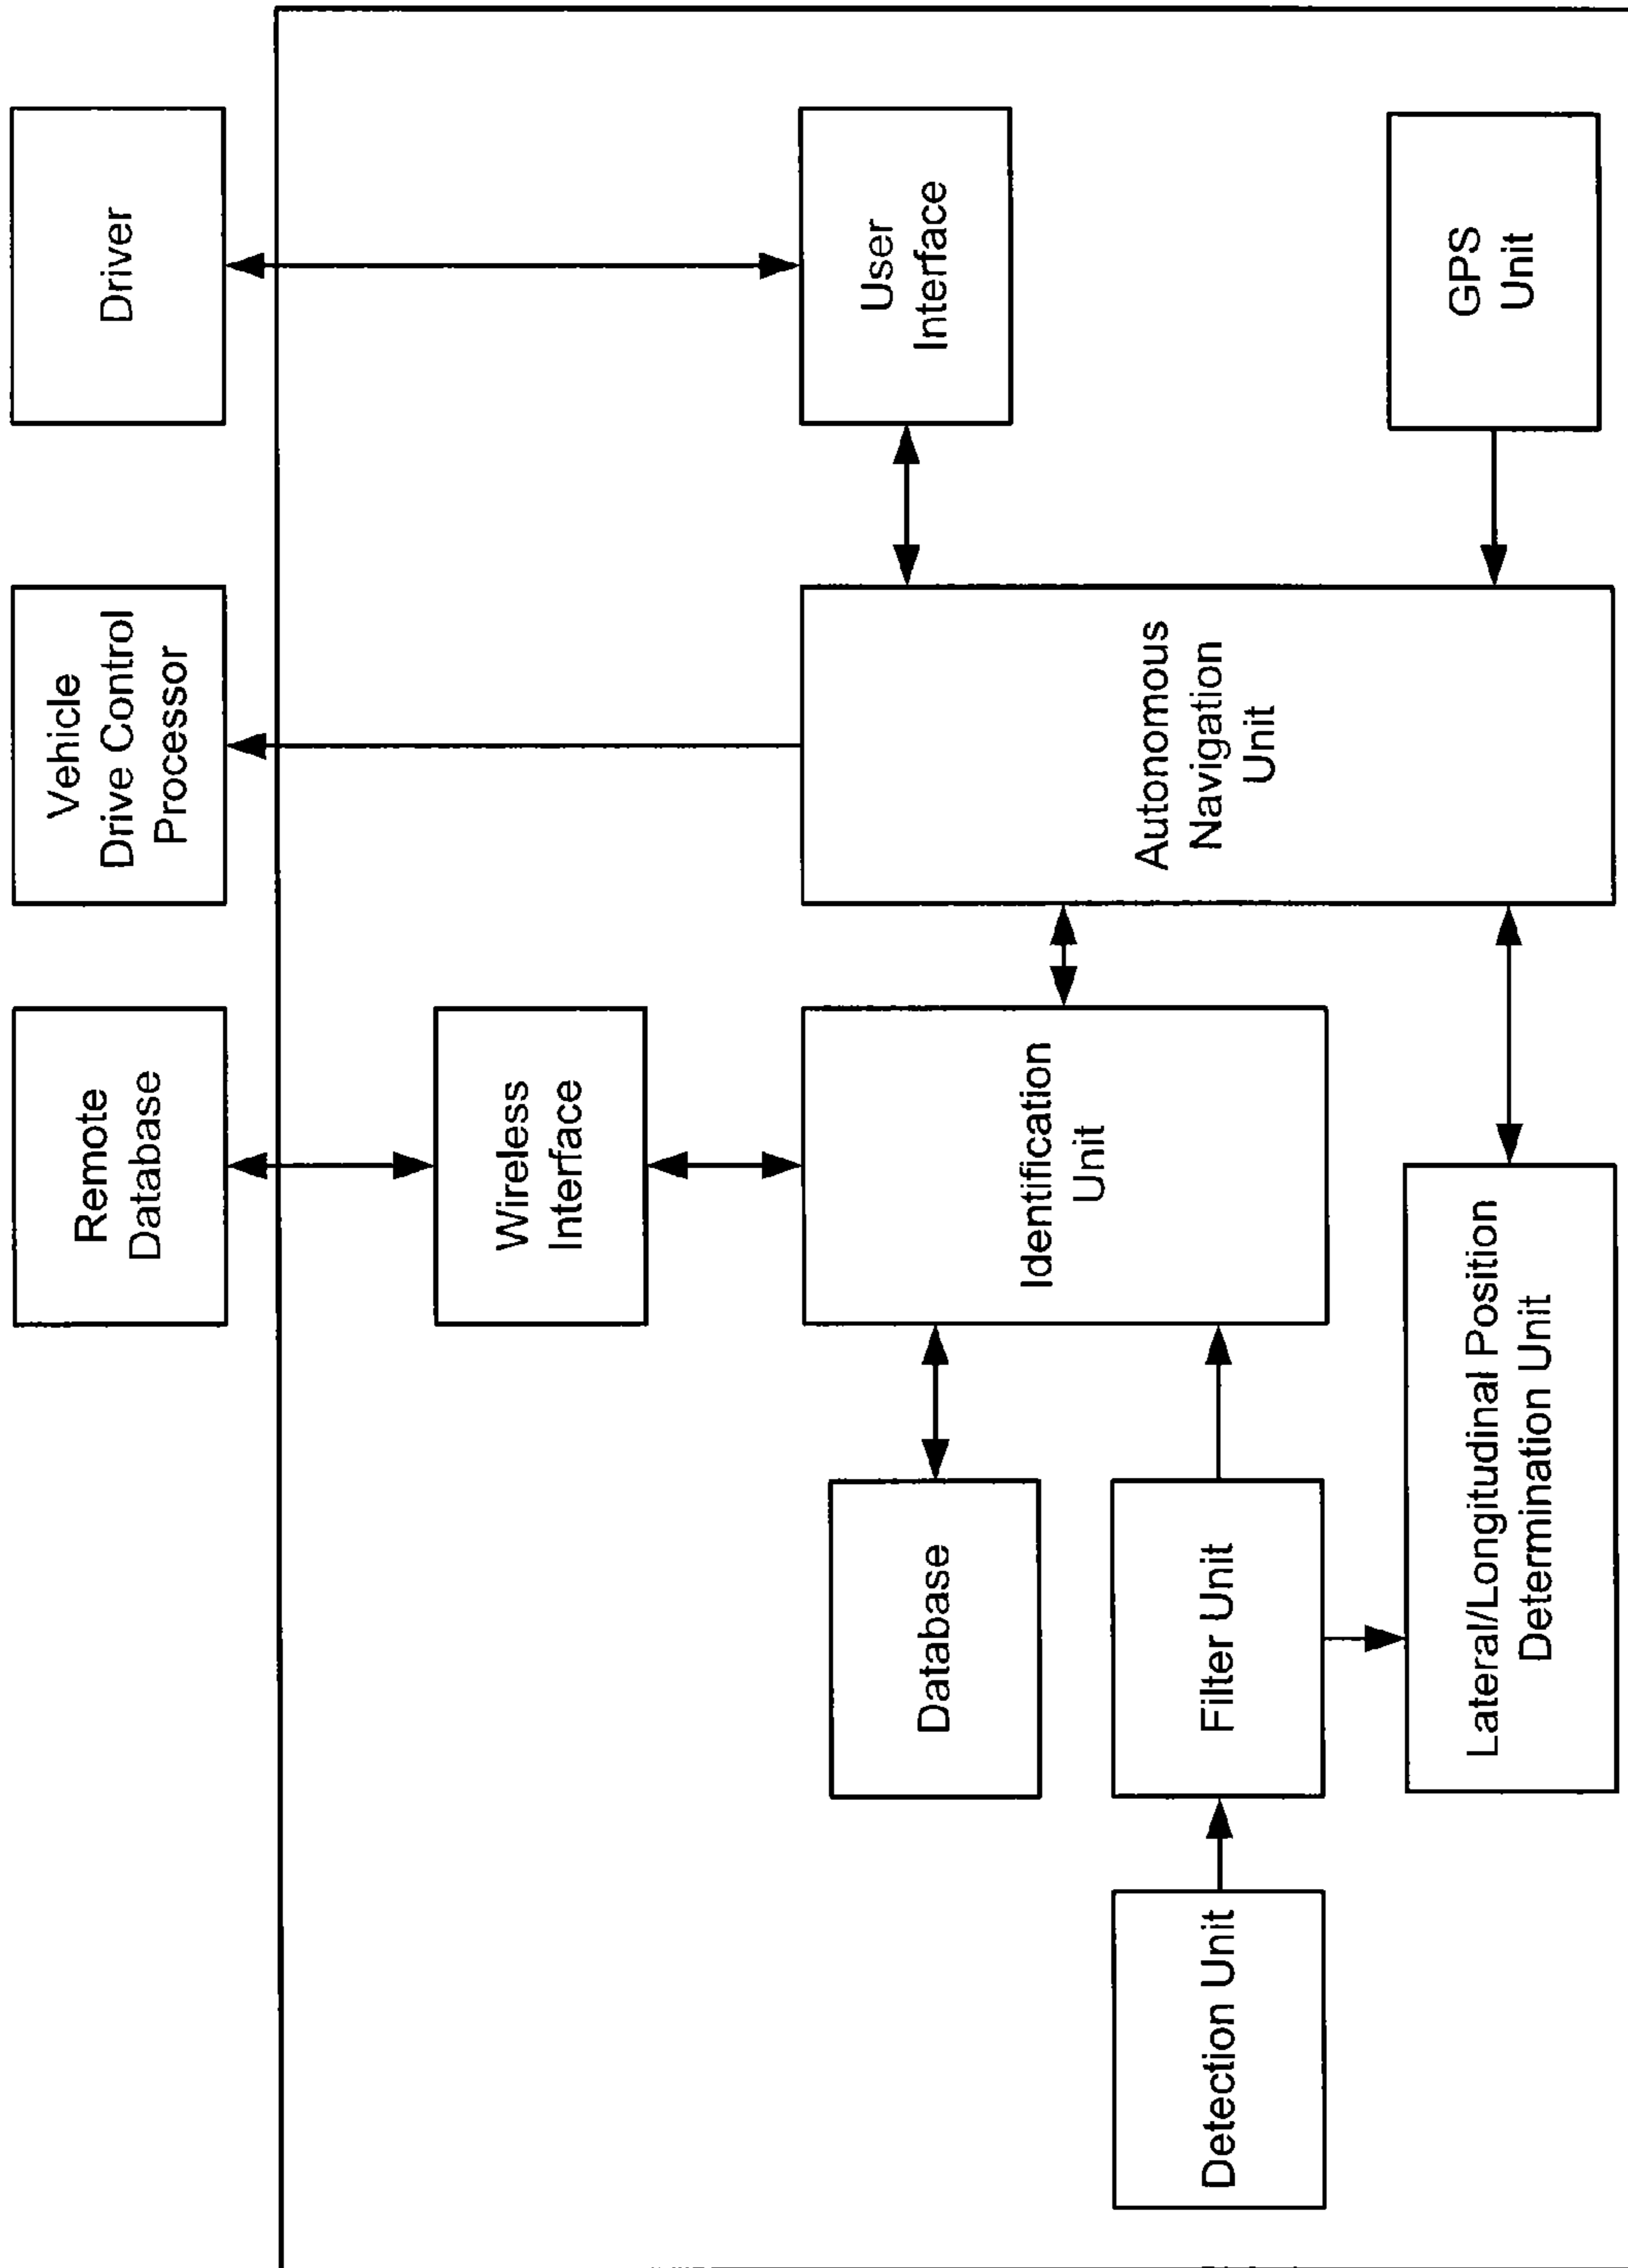 Remote
Database
Vehicle
Drive Control
Processor
Driver
Wireless
Interface
Database
Identification
Unit
Autonomous
Navigation
Unit
User
Interface
Detection Unit
Filter Unit
Lateral/Longitudinal Position
Determination Unit
GPS
Unit